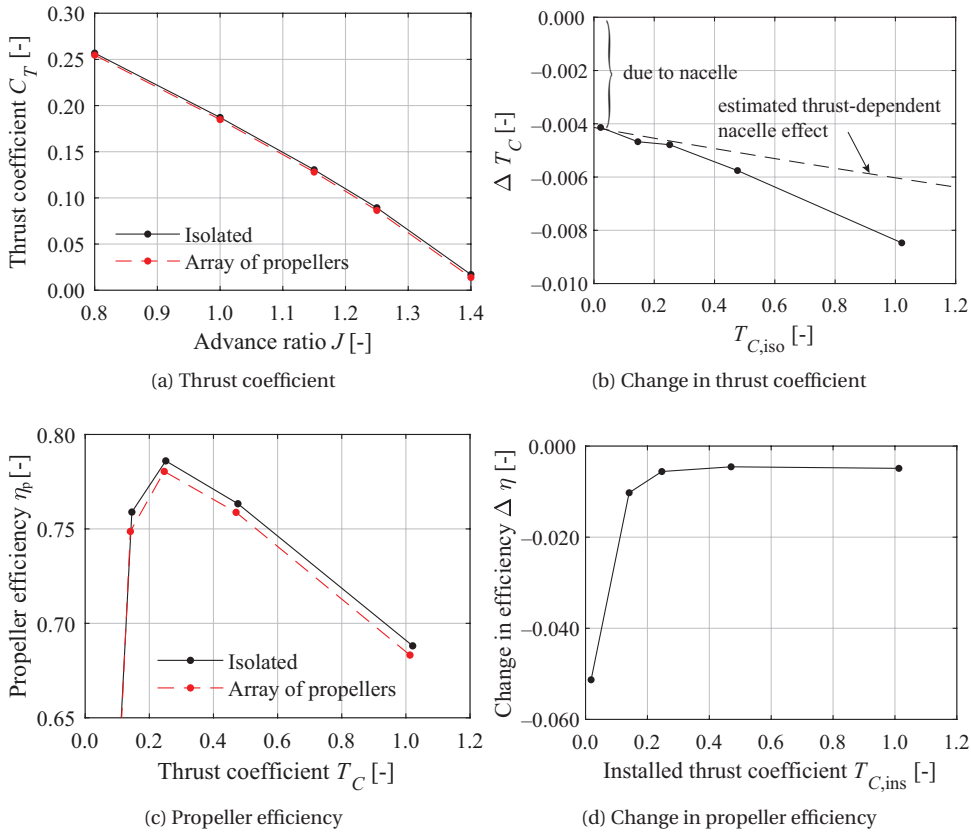 0.30
0.25
0.20
0.15
0.10
0.05
0.00
0.8 0.9 1.0 1.1 1.2 1.3 1.4
Thrust coefficient C_T [-]
Isolated
Array of propellers
Advance ratio J [-]
(a) Thrust coefficient
−0.000
−0.002
−0.004
−0.006
−0.008
−0.010
0.0 0.2 0.4 0.6 0.8 1.0 1.2
Δ T_C [-]
due to nacelle
estimated thrust-dependent
nacelle effect
T_C,iso [-]
(b) Change in thrust coefficient
0.80
0.75
0.70
0.65
0.0 0.2 0.4 0.6 0.8 1.0 1.2
Propeller efficiency η_p [-]
Isolated
Array of propellers
Thrust coefficient T_C [-]
(c) Propeller efficiency
0.000
−0.020
−0.040
−0.060
0.0 0.2 0.4 0.6 0.8 1.0 1.2
Change in efficiency Δ η [-]
Installed thrust coefficient T_C,ins [-]
(d) Change in propeller efficiency